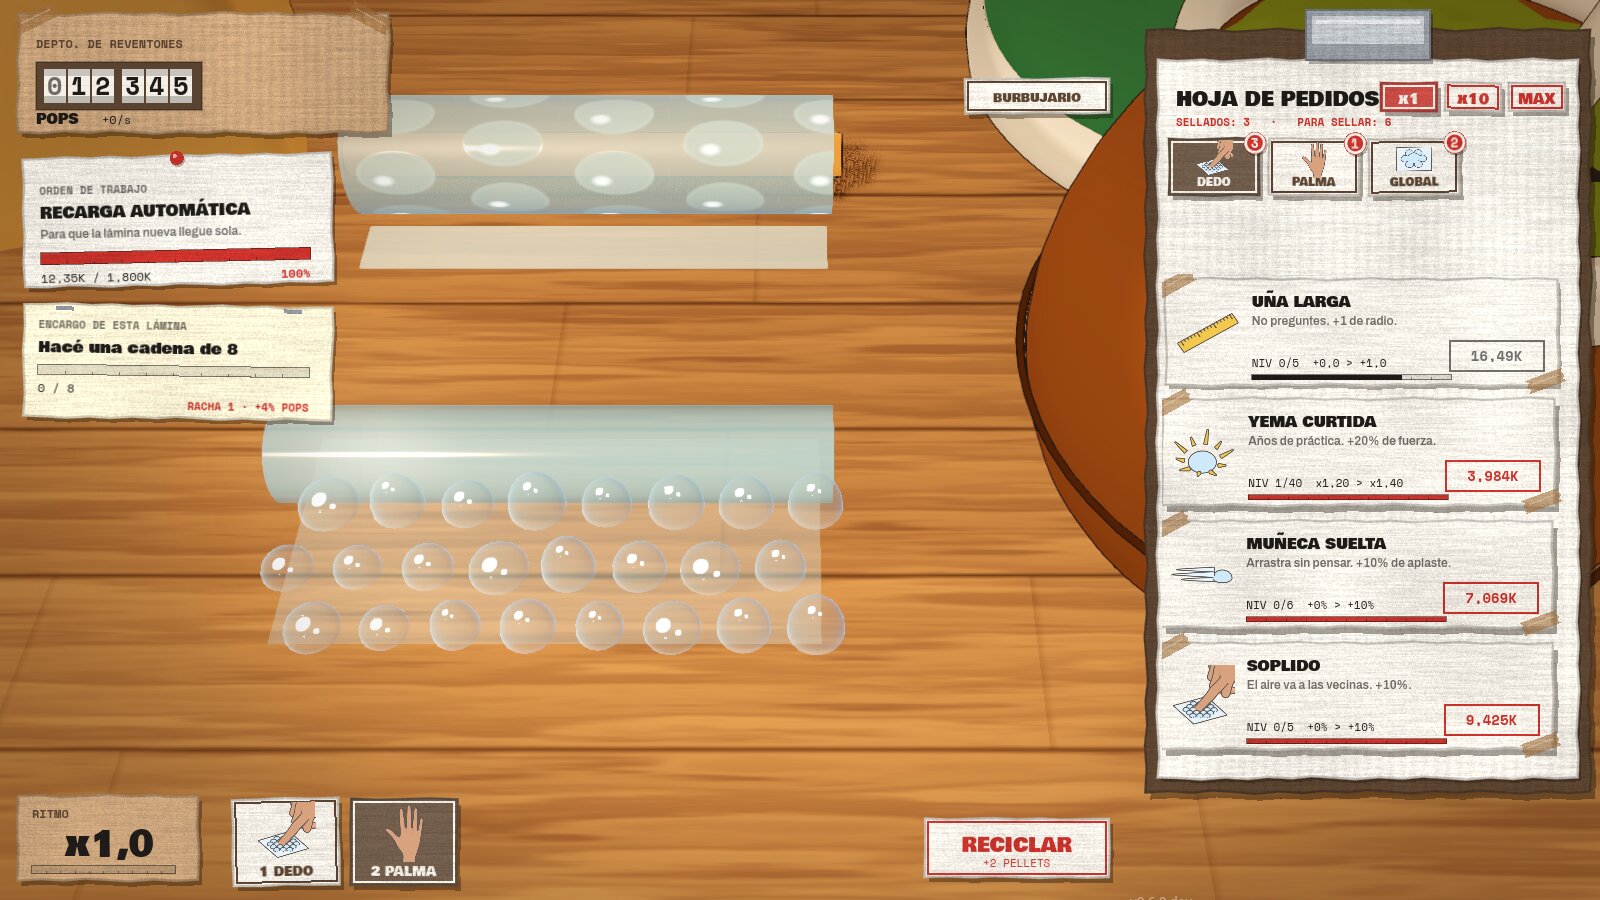 DEPTO. DE REVENTONES
012 345
POPS +0/s
ORDEN DE TRABAJO
RECARGA AUTOMÁTICA
Para que la lámina nueva llegue sola.
12,35K / 1,800K 100%
ENCARGO DE ESTA LÁMINA
Hacé una cadena de 8
0 / 8
RACHA 1 · +4% POPS
BURBUJARIO
HOJA DE PEDIDOS x1 x10 MAX
SELLADOS: 3 · PARA SELLAR: 6
3 1 2
DEDO PALMA GLOBAL
UÑA LARGA
No preguntes. +1 de radio.
NIV 0/5 +0,0 > +1,0
16,49K
YEMA CURTIDA
Años de práctica. +20% de fuerza.
NIV 1/40 x1,20 > x1,40
3,984K
MUÑECA SUELTA
Arrastra sin pensar. +10% de aplaste.
NIV 0/6 +0% > +10%
7,069K
SOPLIDO
El aire va a las vecinas. +10%.
NIV 0/5 +0% > +10%
9,425K
RITMO
x1,0
1 DEDO
2 PALMA
RECICLAR
+2 PELLETS